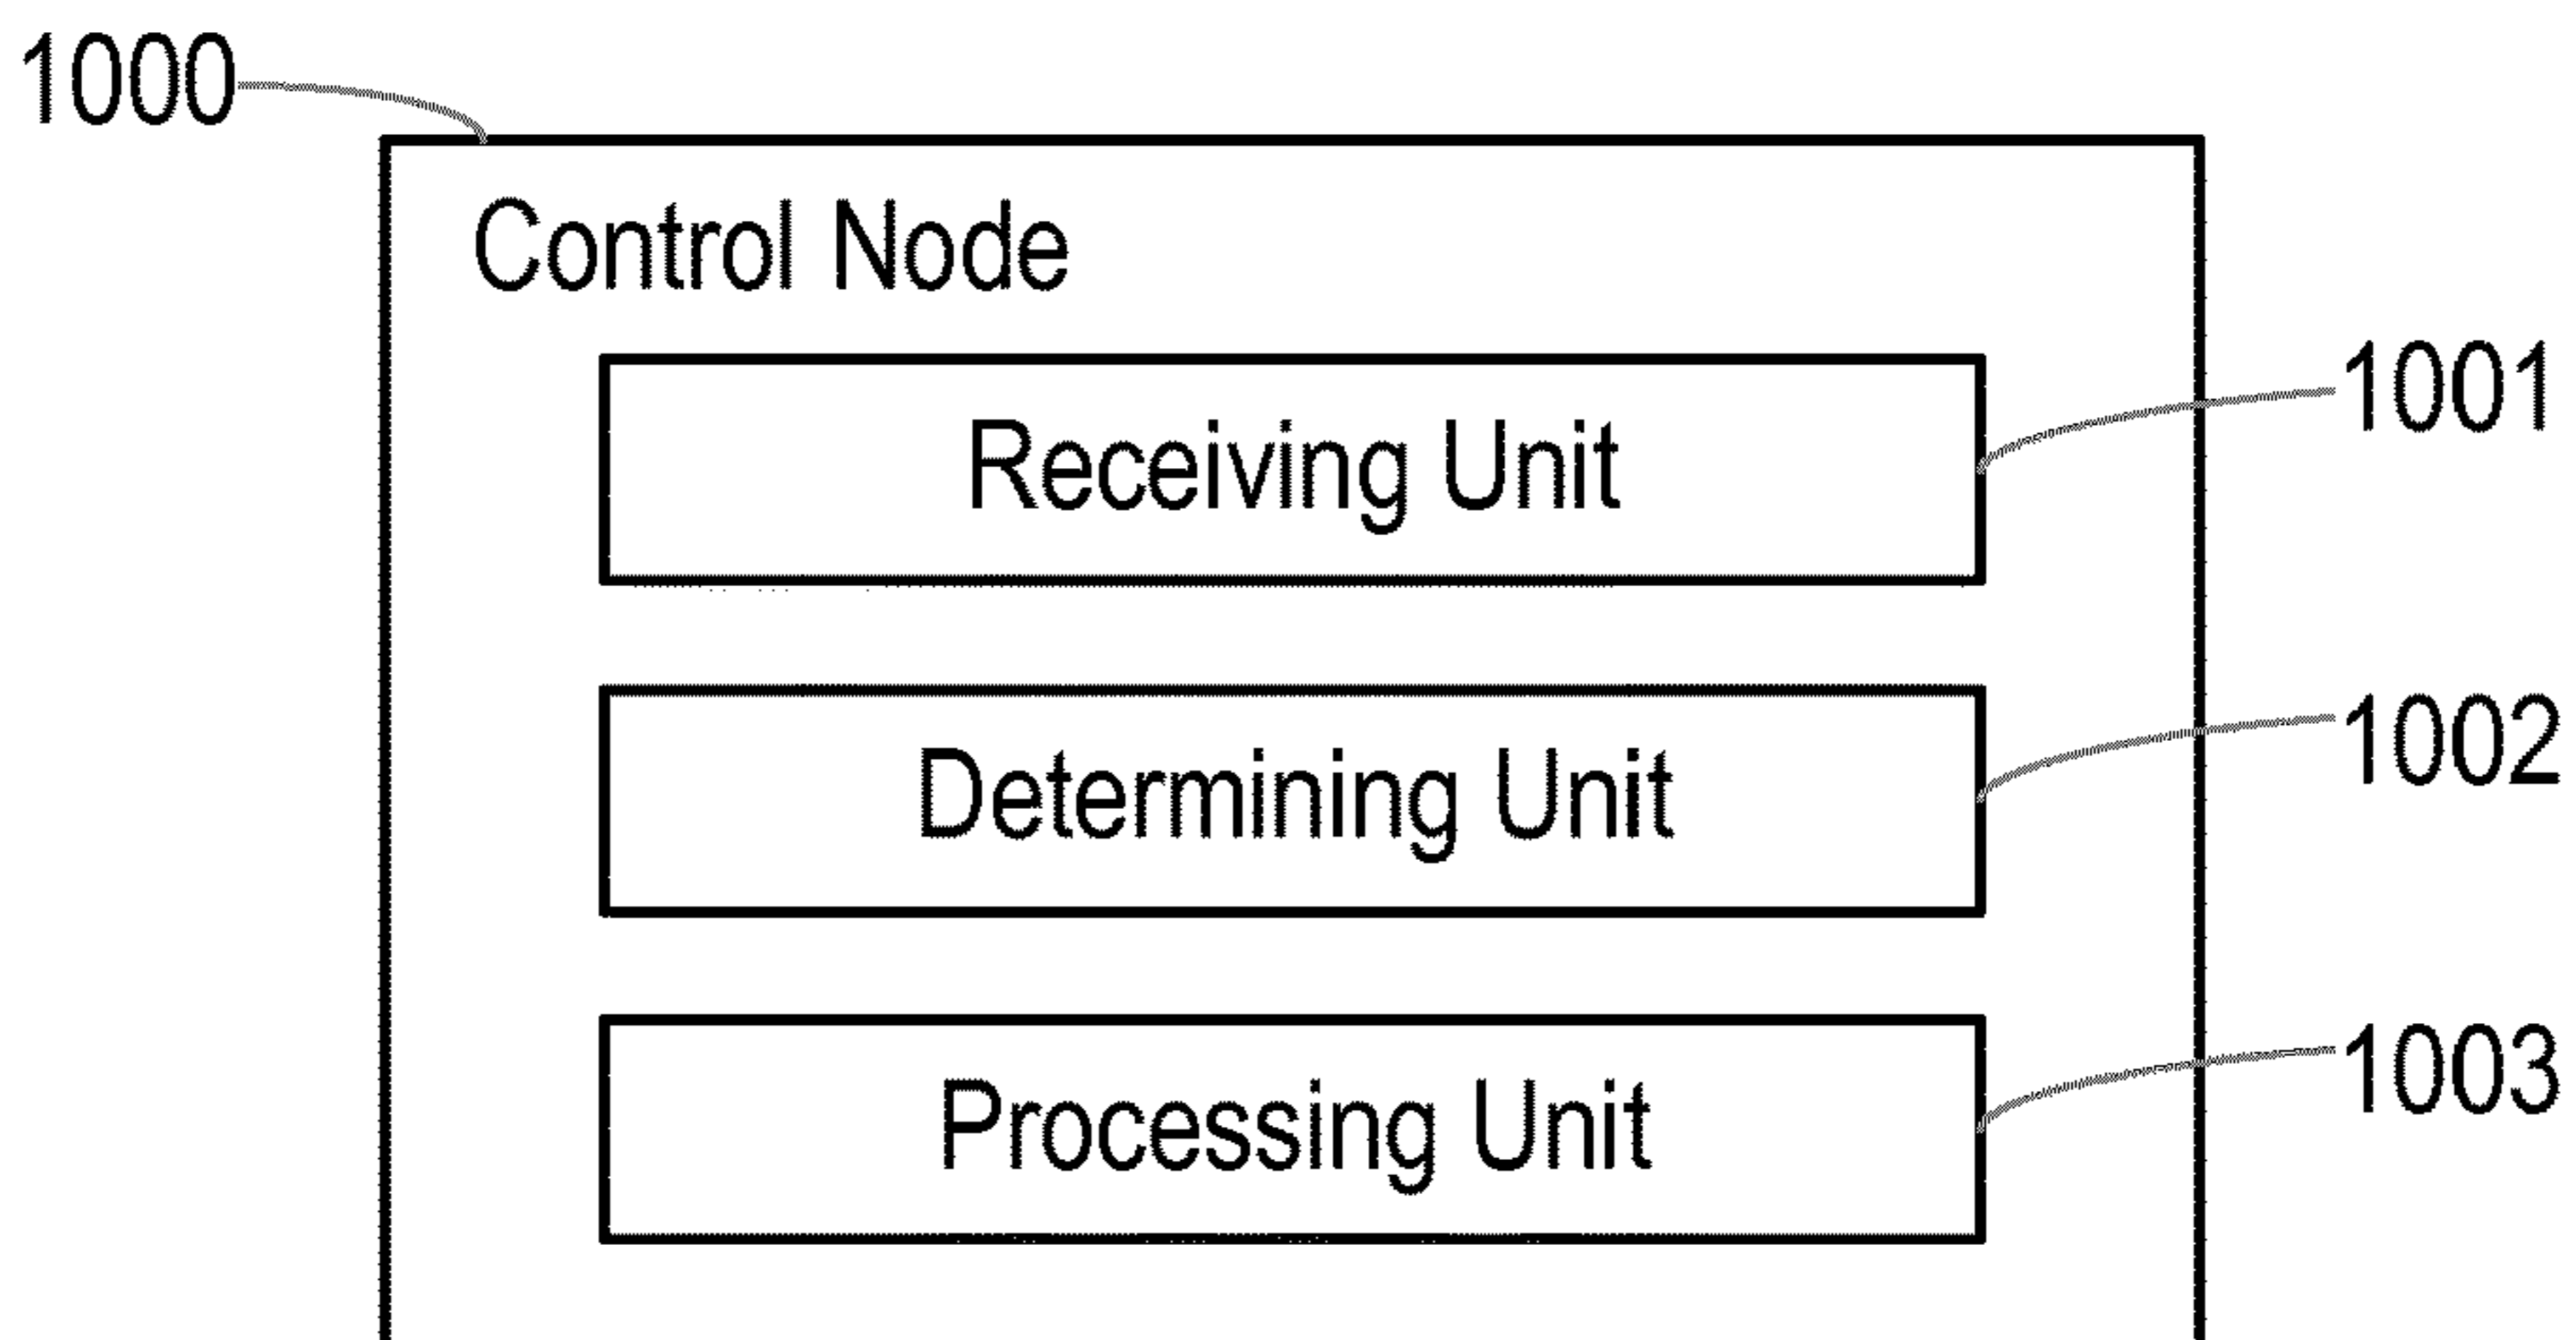 1000
Control Node
Receiving Unit
1001
Determining Unit
1002
Processing Unit
1003